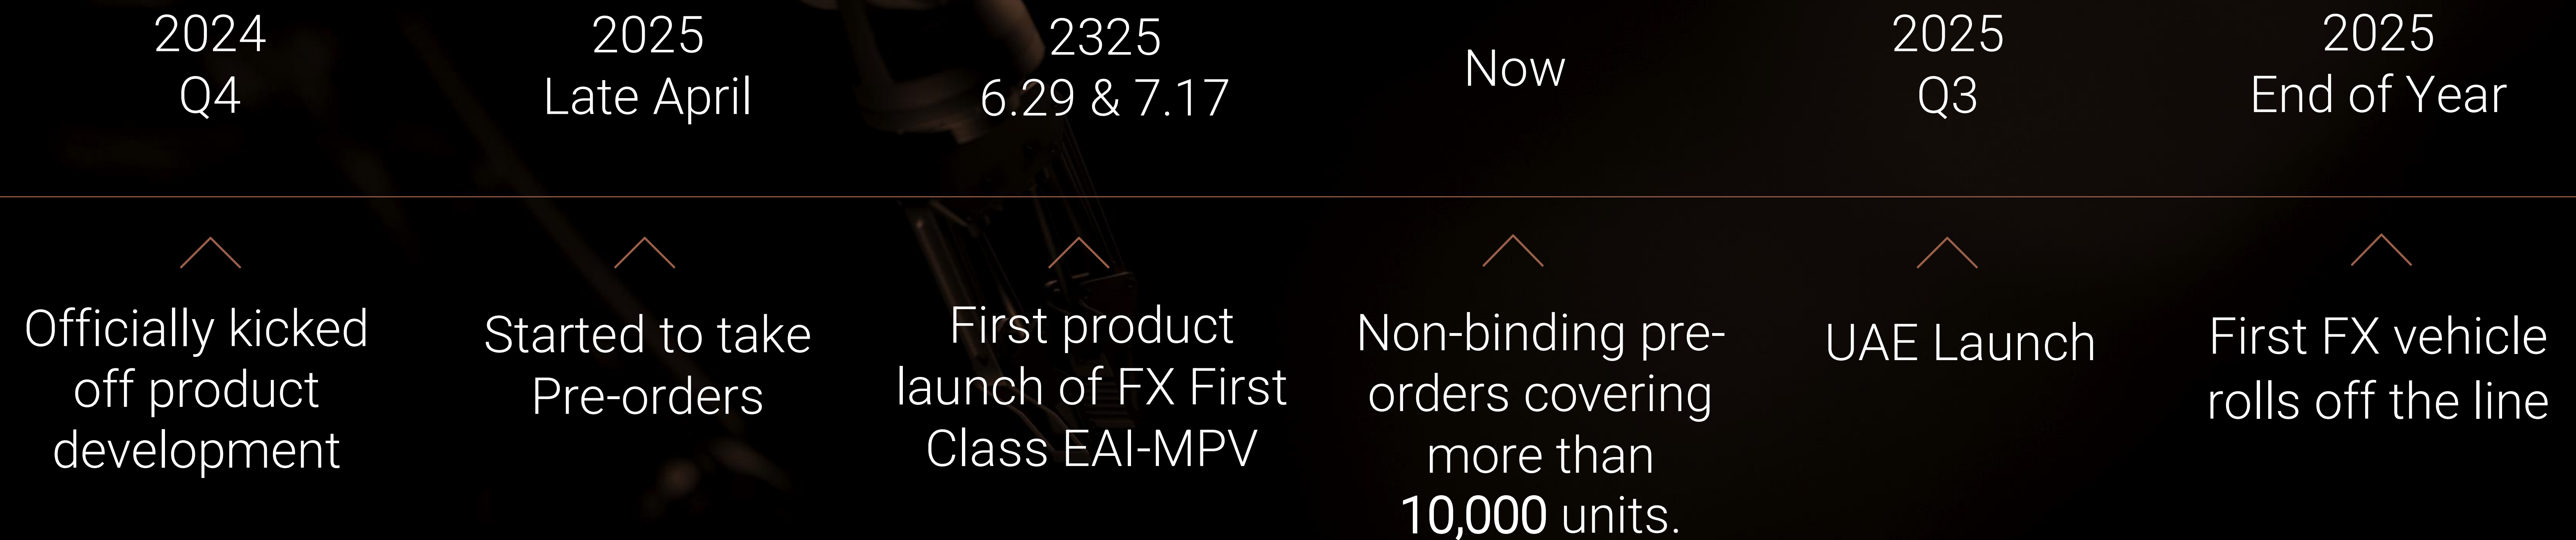 2024
Q4
2025
Late April
2325
6.29 & 7.17
Now
2025
Q3
2025
End of Year
Officially kicked
off product
development
Started to take
Pre-orders
First product
launch of FX First
Class EAI-MPV
Non-binding pre-
orders covering
more than
10,000 units.
UAE Launch
First FX vehicle
rolls off the line